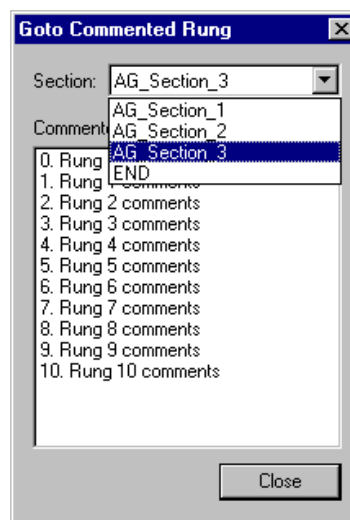 Goto Commented Rung
Section: AG_Section_3
AG_Section_1
AG_Section_2
AG_Section_3
END
0. Rung
1. Rung comments
2. Rung 2 comments
3. Rung 3 comments
4. Rung 4 comments
5. Rung 5 comments
6. Rung 6 comments
7. Rung 7 comments
8. Rung 8 comments
9. Rung 9 comments
10. Rung 10 comments
Close